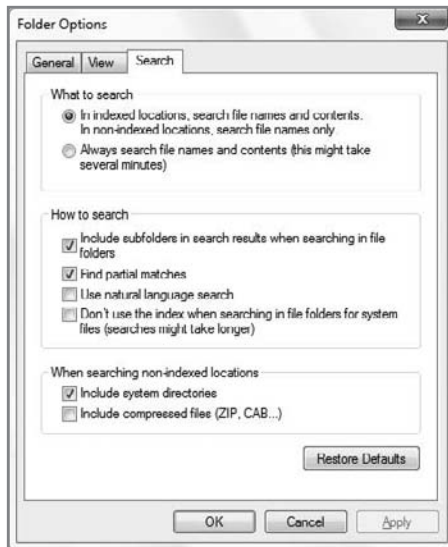 Folder Options
X
General View Search
What to search
In indexed locations, search file names and contents.
In non-indexed locations, search file names only.
Always search file names and contents (this might take
several minutes)
How to search
Include subfolders in search results when searching in file
folders
Find partial matches
Use natural language search
Don't use the index when searching in file folders for system
files (searches might take longer)
When searching non-indexed locations
Include system directories
Include compressed files (ZIP, CAB...)
Restore Defaults
OK Cancel Apply